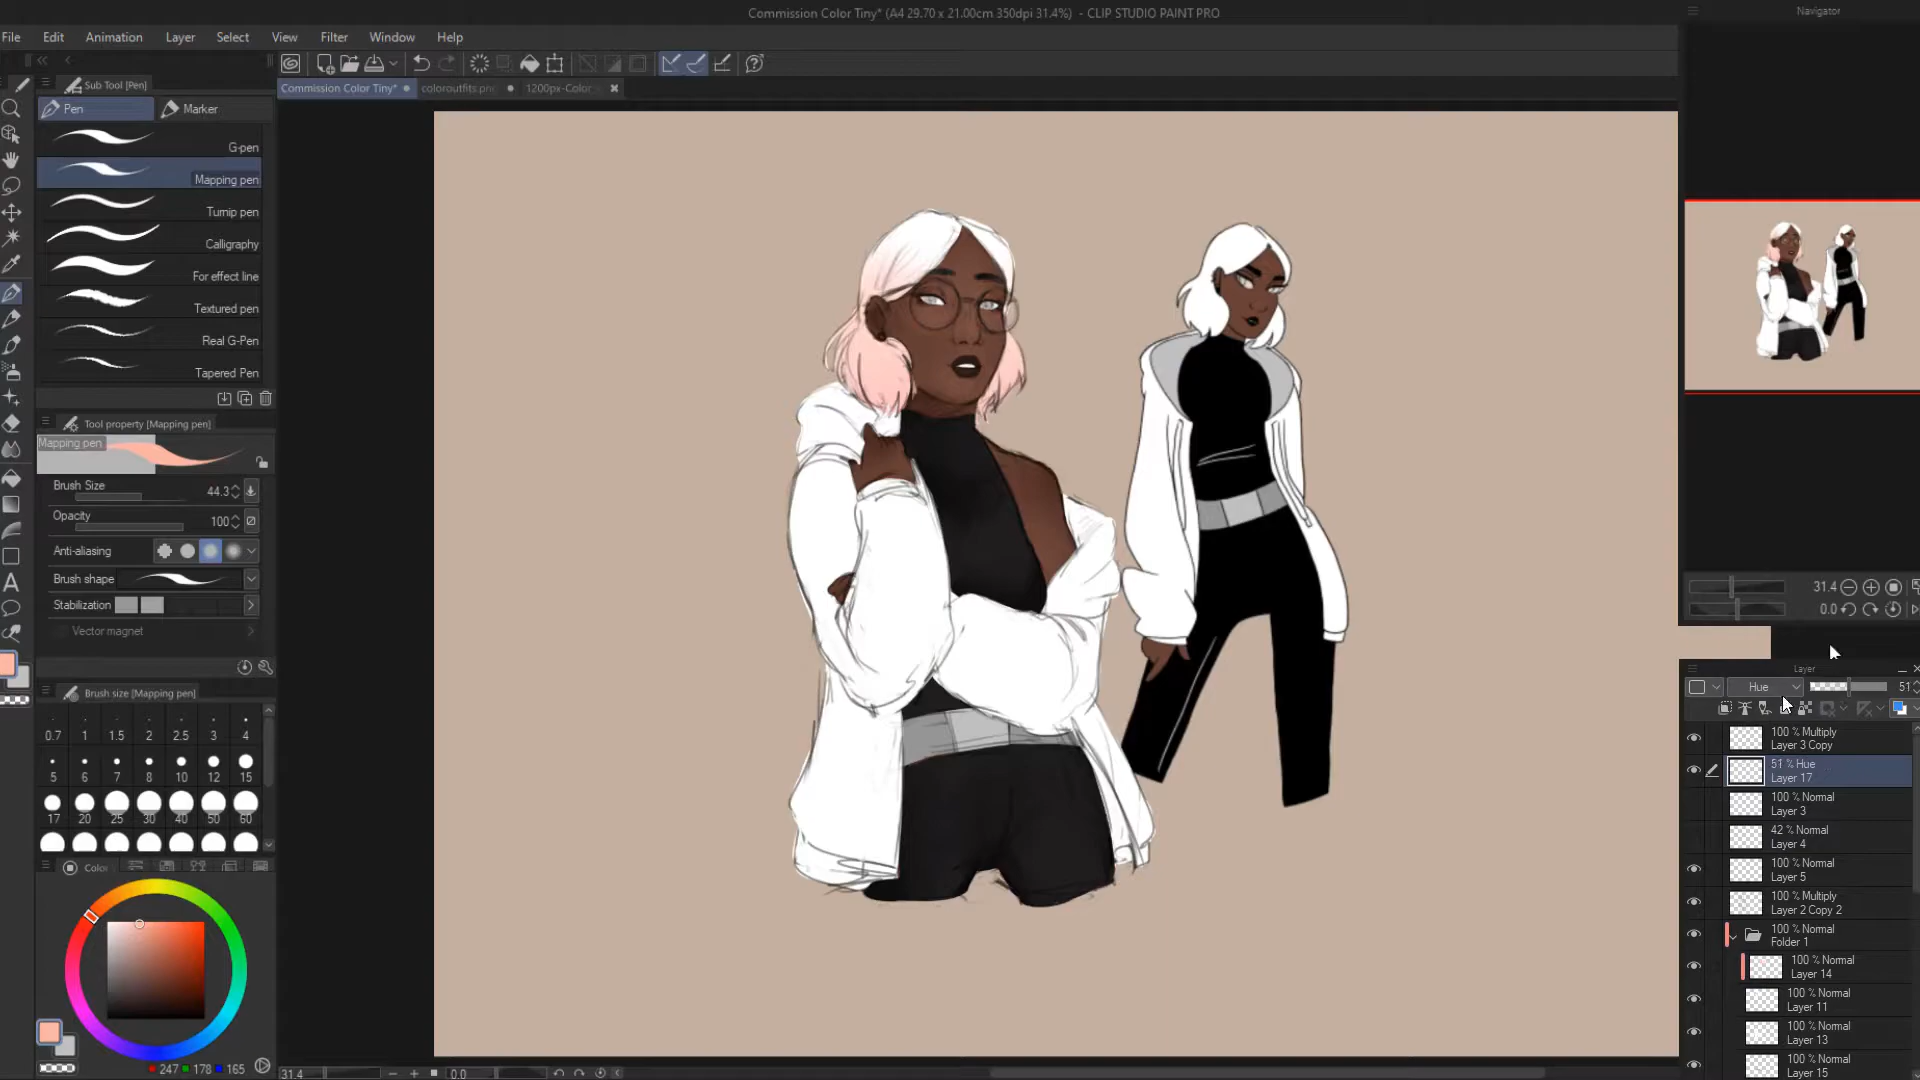 Commission Color Tiny* (A4 29.70 x 21.00cm 350dpi 31.4%) - CLIP STUDIO PAINT PRO
Navigator
File Edit Animation Layer Select View Filter Window Help
Sub Tool [Pen]
Commission Color Tiny* coloroutfits.pn 1200px-Color
Pen Marker
G-pen
Mapping pen
Turnip pen
Calligraphy
For effect line
Textured pen
Real G-Pen
Tapered Pen
Tool property [Mapping pen]
Mapping pen
Brush Size 44.3
Opacity 100
Anti-aliasing
Brush shape
Stabilization
Vector magnet
Brush size [Mapping pen]
0.7 1 1.5 2 2.5 3 4
5 6 7 8 10 12 15
17 20 25 30 40 50 60
Color
247 178 165
31.4 0.0
31.4
0.0
Layer
Hue 51
100 % Multiply
Layer 3 Copy
51 % Hue
Layer 17
100 % Normal
Layer 3
42 % Normal
Layer 4
100 % Normal
Layer 5
100 % Multiply
Layer 2 Copy 2
100 % Normal
Folder 1
100 % Normal
Layer 14
100 % Normal
Layer 11
100 % Normal
Layer 13
100 % Normal
Layer 15